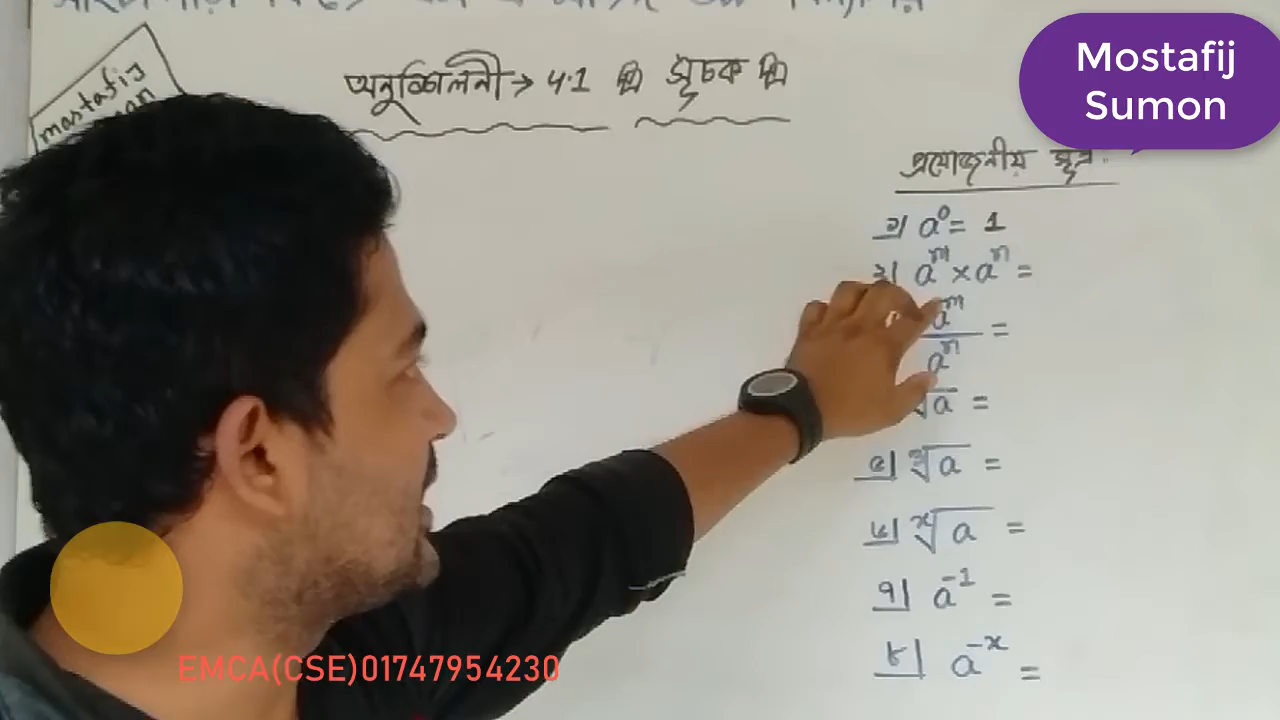 Mostafij
Sumon
mastafij
অনুশিলনী → 4.1 সূচক
প্রয়োজনীয় সূত্র:
১| a⁰ = 1
২| aᵐ × aⁿ =
aᵐ/aⁿ =
√a =
৫| ∛a =
৬| ˣ√a =
৭| a⁻¹ =
৮| a⁻ˣ =
EMCA(CSE)01747954230